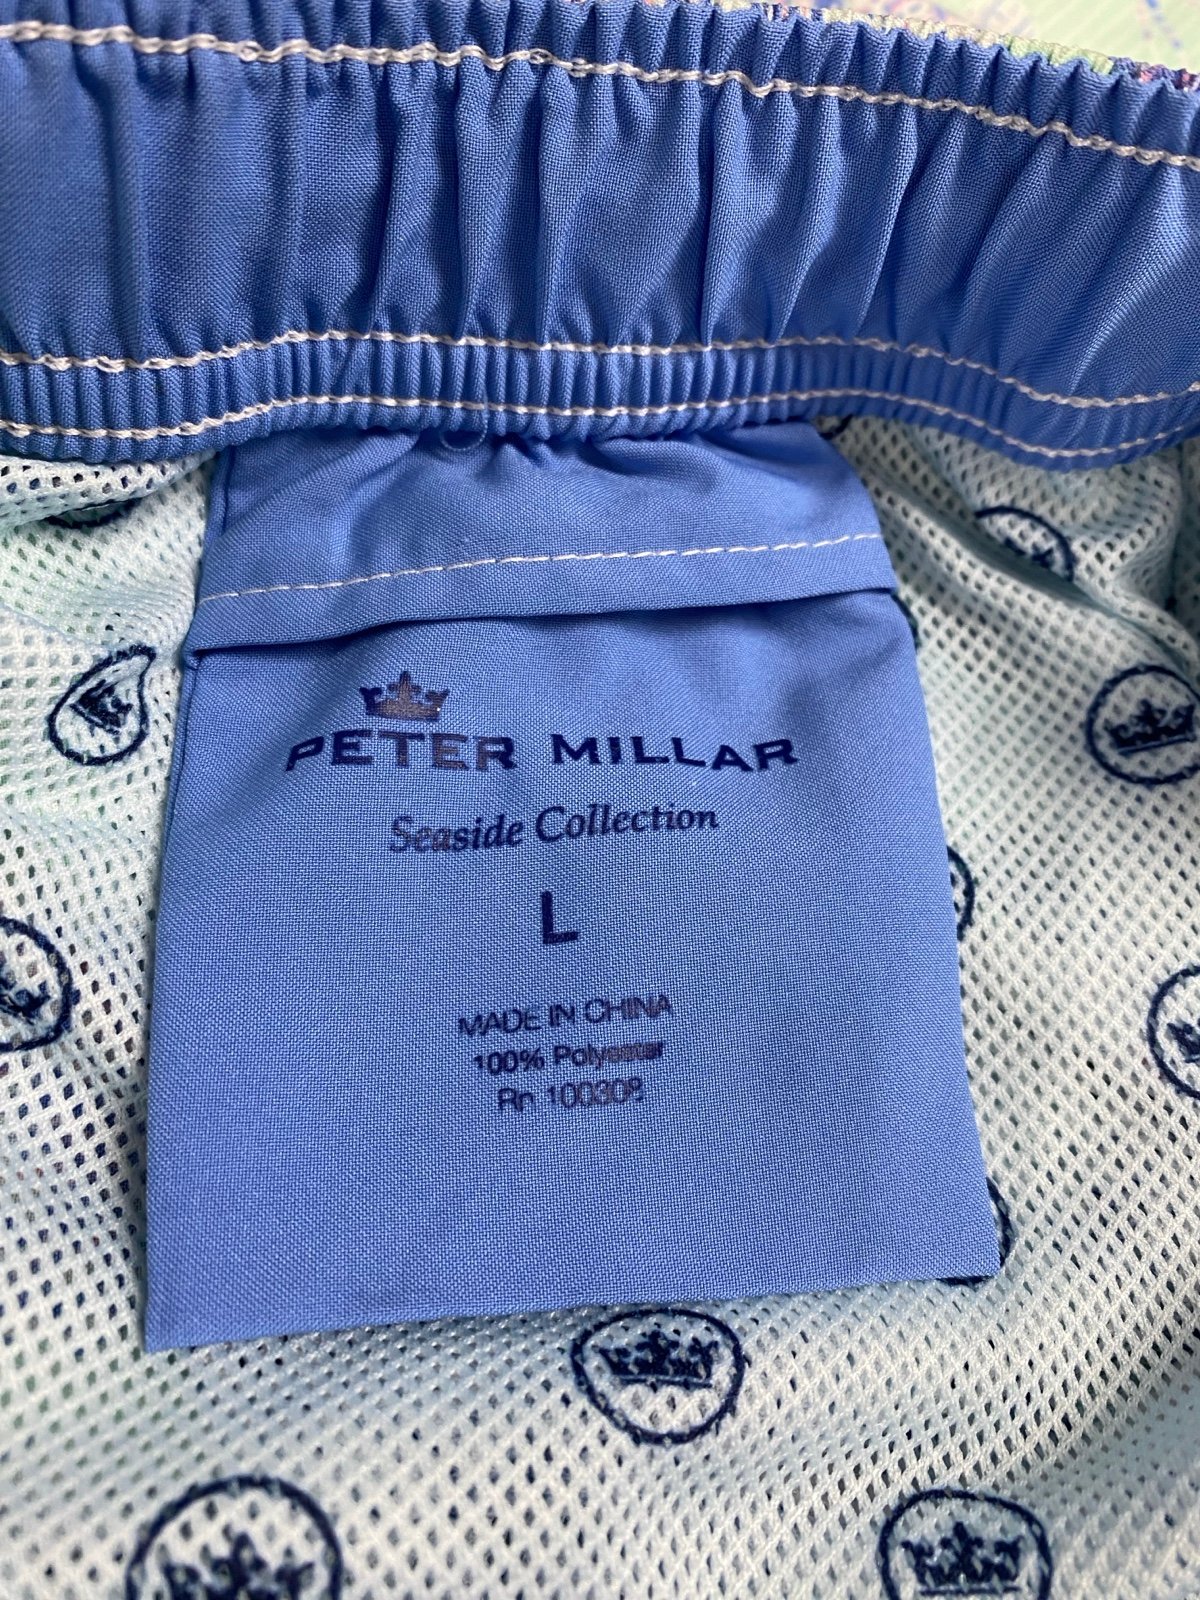 PETER MILLAR
Seaside Collection
L
MADE IN CHINA
100% Polyester
Rn 100308